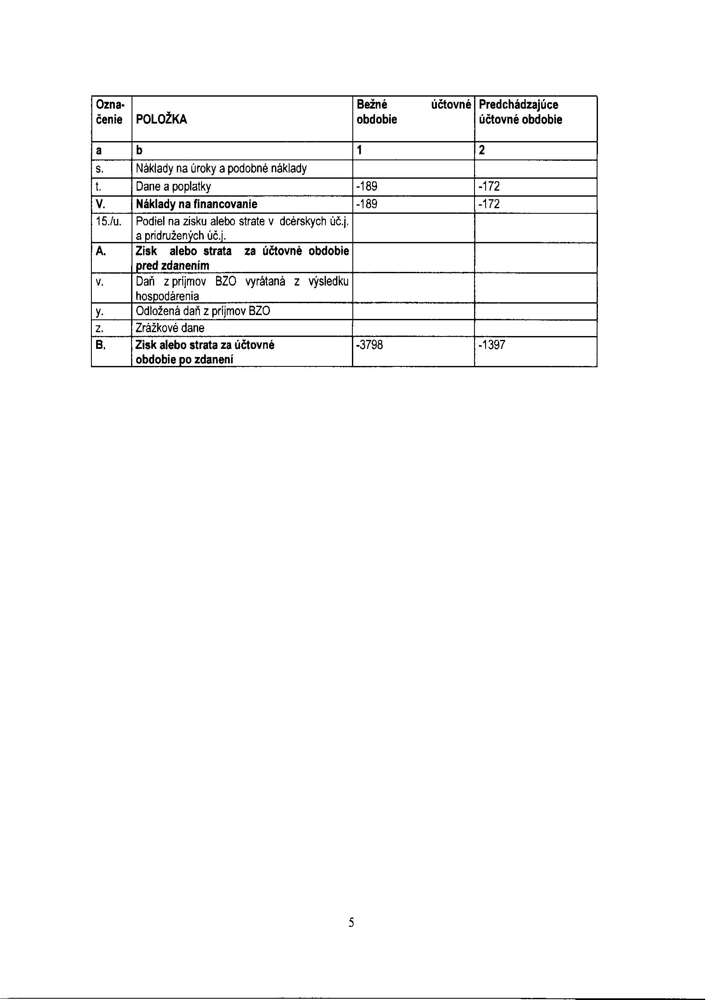 Ozna-
čenie
POLOŽKA
Bežné účtovné
obdobie
Predchádzajúce
účtovné obdobie
a b 1 2
s. Náklady na úroky a podobné náklady
t. Dane a poplatky -189 -172
V. Náklady na financovanie -189 -172
15./u. Podiel na zisku alebo strate v dcérskych úč.j.
a pridružených úč.j.
A. Zisk alebo strata za účtovné obdobie
pred zdanením
v. Daň z príjmov BZO vyrátaná z výsledku
hospodárenia
y. Odložená daň z príjmov BZO
z. Zrážkové dane
B. Zisk alebo strata za účtovné -3798 -1397
obdobie po zdanení
5